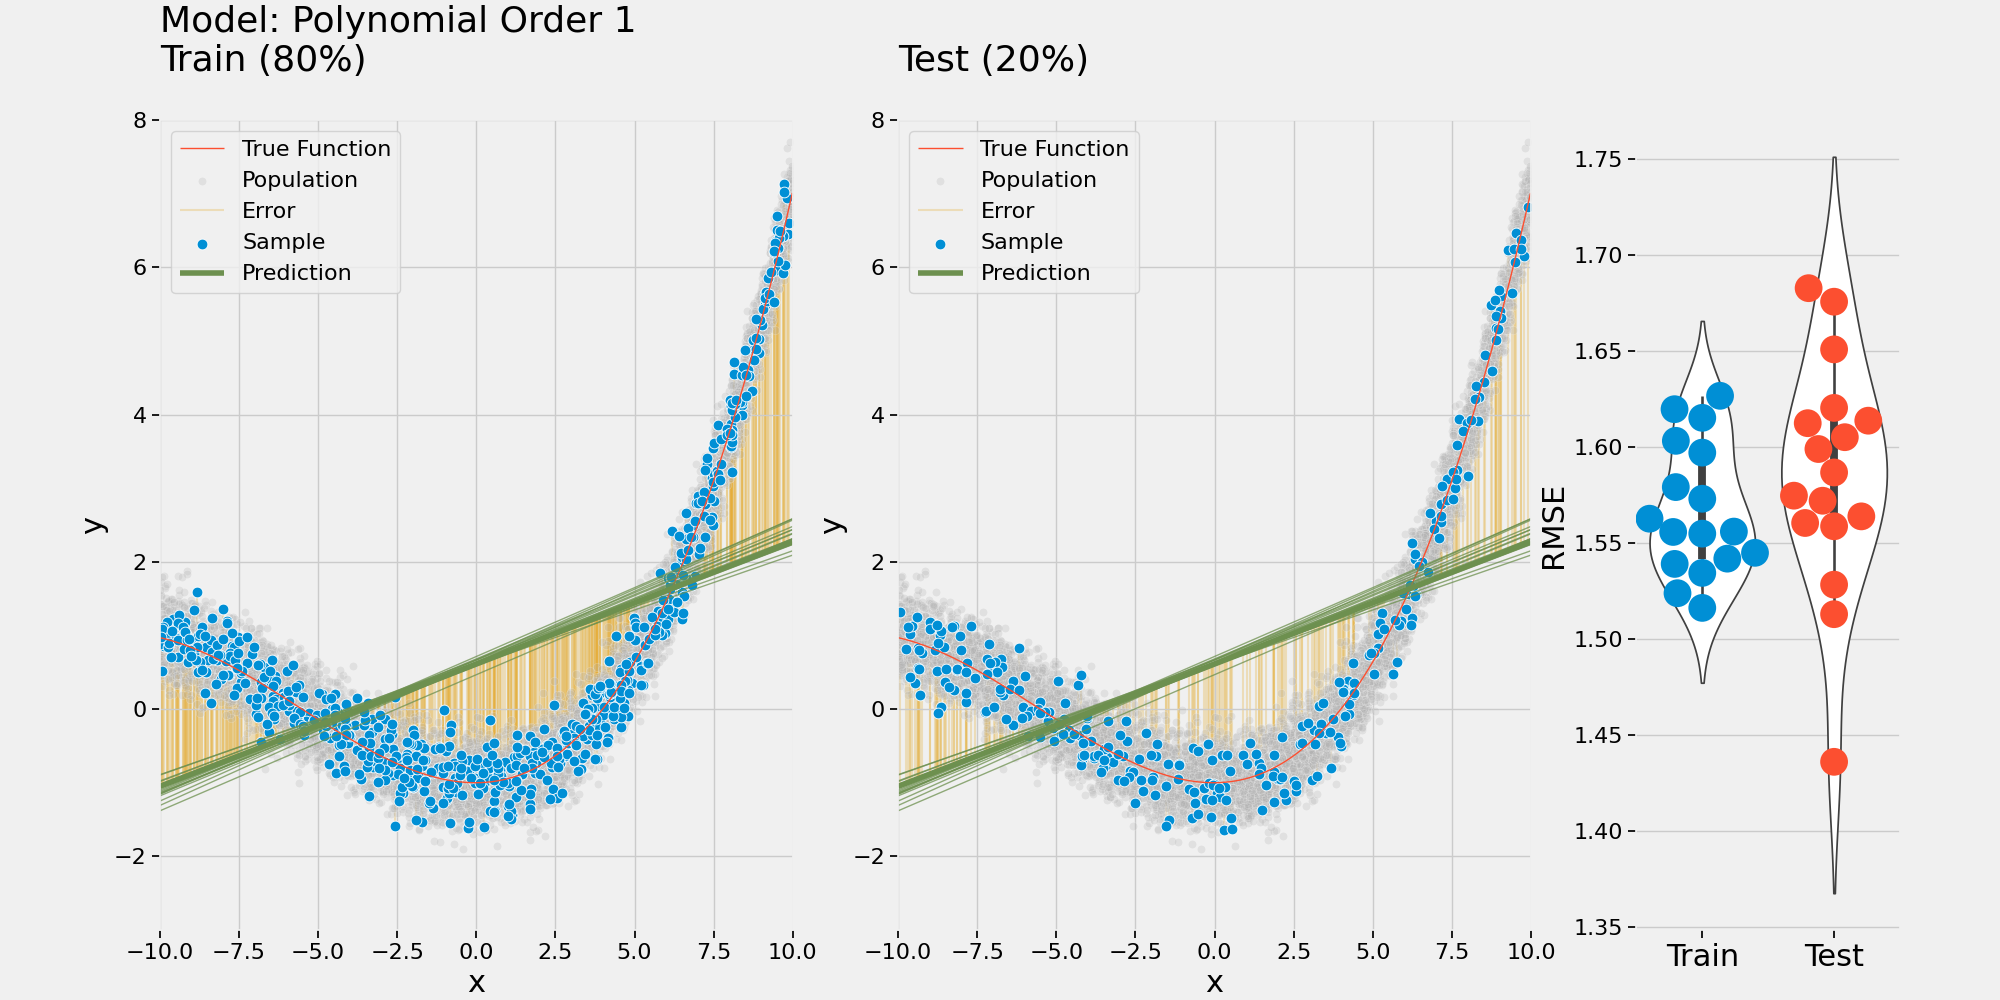 Model: Polynomial Order 1
Train (80%)
Test (20%)
8
6
4
2
0
−2
y
True Function
Population
Error
Sample
Prediction
−10.0 −7.5 −5.0 −2.5 0.0 2.5 5.0 7.5 10.0
x
8
6
4
2
0
−2
y
True Function
Population
Error
Sample
Prediction
−10.0 −7.5 −5.0 −2.5 0.0 2.5 5.0 7.5 10.0
x
1.75
1.70
1.65
1.60
1.55
1.50
1.45
1.40
1.35
RMSE
Train Test